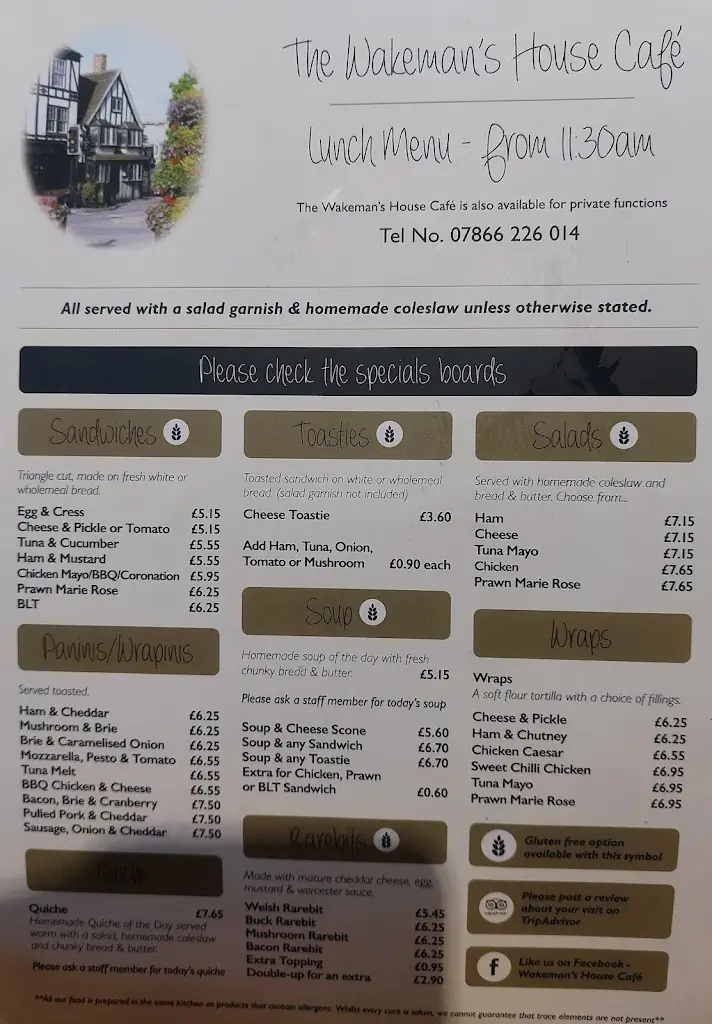 The Wakeman's House Café
Lunch Menu - from 11:30am
The Wakeman's House Café is also available for private functions
Tel No. 07866 226 014
All served with a salad garnish & homemade coleslaw unless otherwise stated.
Please check the specials boards
Sandwiches
Triangle cut, made on fresh white or
wholemeal bread.
Egg & Cress £5.15
Cheese & Pickle or Tomato £5.15
Tuna & Cucumber £5.55
Ham & Mustard £5.55
Chicken Mayo/BBQ/Coronation £5.95
Prawn Marie Rose £6.25
BLT £6.25
Paninis/Wrapinis
Served toasted.
Ham & Cheddar £6.25
Mushroom & Brie £6.25
Brie & Caramelised Onion £6.25
Mozzarella, Pesto & Tomato £6.55
Tuna Melt £6.55
BBQ Chicken & Cheese £6.55
Bacon, Brie & Cranberry £7.50
Pulled Pork & Cheddar £7.50
Sausage, Onion & Cheddar £7.50
Quiche
Quiche £7.65
Homemade Quiche of the Day served
warm with a salad, homemade coleslaw
and chunky bread & butter.
Please ask a staff member for today's quiche
Toasties
Toasted sandwich on white or wholemeal
bread. (salad garnish not included)
Cheese Toastie £3.60
Add Ham, Tuna, Onion,
Tomato or Mushroom £0.90 each
Soup
Homemade soup of the day with fresh
chunky bread & butter. £5.15
Please ask a staff member for today's soup
Soup & Cheese Scone £5.60
Soup & any Sandwich £6.70
Soup & any Toastie £6.70
Extra for Chicken, Prawn
or BLT Sandwich £0.60
Rarebits
Made with mature cheddar cheese, egg,
mustard & worcester sauce.
Welsh Rarebit £5.45
Buck Rarebit £6.25
Mushroom Rarebit £6.25
Bacon Rarebit £6.25
Extra Topping £0.95
Double-up for an extra £2.90
Salads
Served with homemade coleslaw and
bread & butter. Choose from...
Ham £7.15
Cheese £7.15
Tuna Mayo £7.15
Chicken £7.65
Prawn Marie Rose £7.65
Wraps
Wraps
A soft flour tortilla with a choice of fillings.
Cheese & Pickle £6.25
Ham & Chutney £6.25
Chicken Caesar £6.55
Sweet Chilli Chicken £6.95
Tuna Mayo £6.95
Prawn Marie Rose £6.95
Gluten free option
available with this symbol
Please post a review
about your visit on
TripAdvisor
f
Like us on Facebook -
Wakeman's House Café
**All our food is prepared in the same kitchen as products that contain allergens. Whilst every care is taken, we cannot guarantee that trace elements are not present**